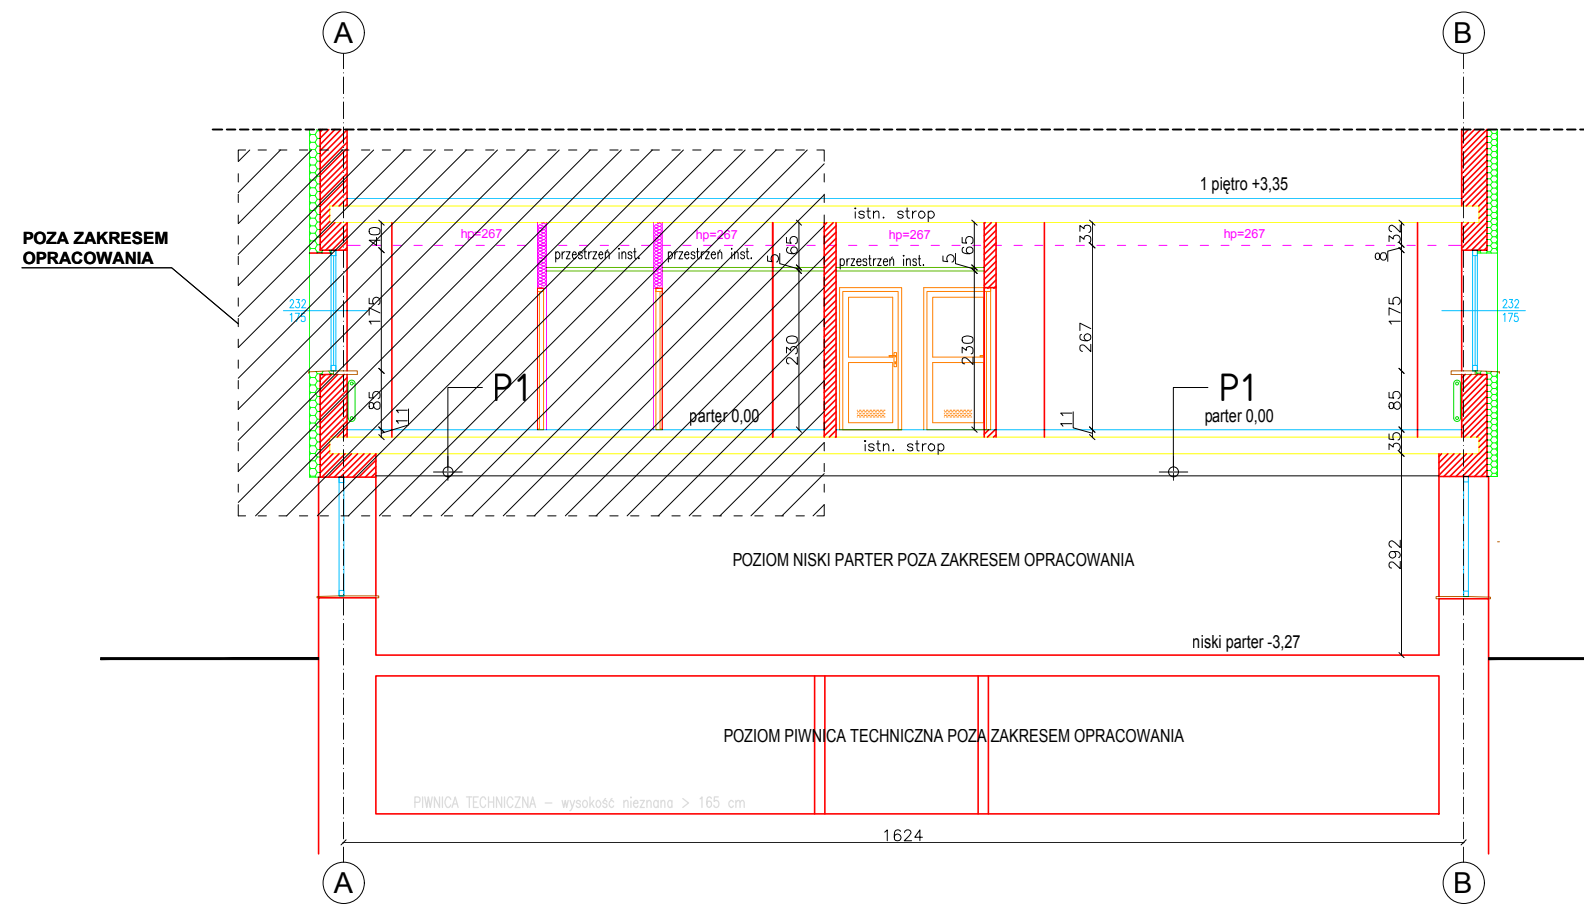 A
B
1 piętro +3,35
istn. strop
POZA ZAKRESEM
OPRACOWANIA
hp=267
hp=267
hp=267
hp=267
40
5
65
5
65
33
32
8
przestrzeń inst.
przestrzeń inst.
przestrzeń inst.
232
175
175
230
230
267
175
232
175
P1
P1
85
11
parter 0,00
11
parter 0,00
85
istn. strop
35
POZIOM NISKI PARTER POZA ZAKRESEM OPRACOWANIA
292
niski parter -3,27
POZIOM PIWNICA TECHNICZNA POZA ZAKRESEM OPRACOWANIA
PIWNICA TECHNICZNA – wysokość nieznana > 165 cm
1624
A
B